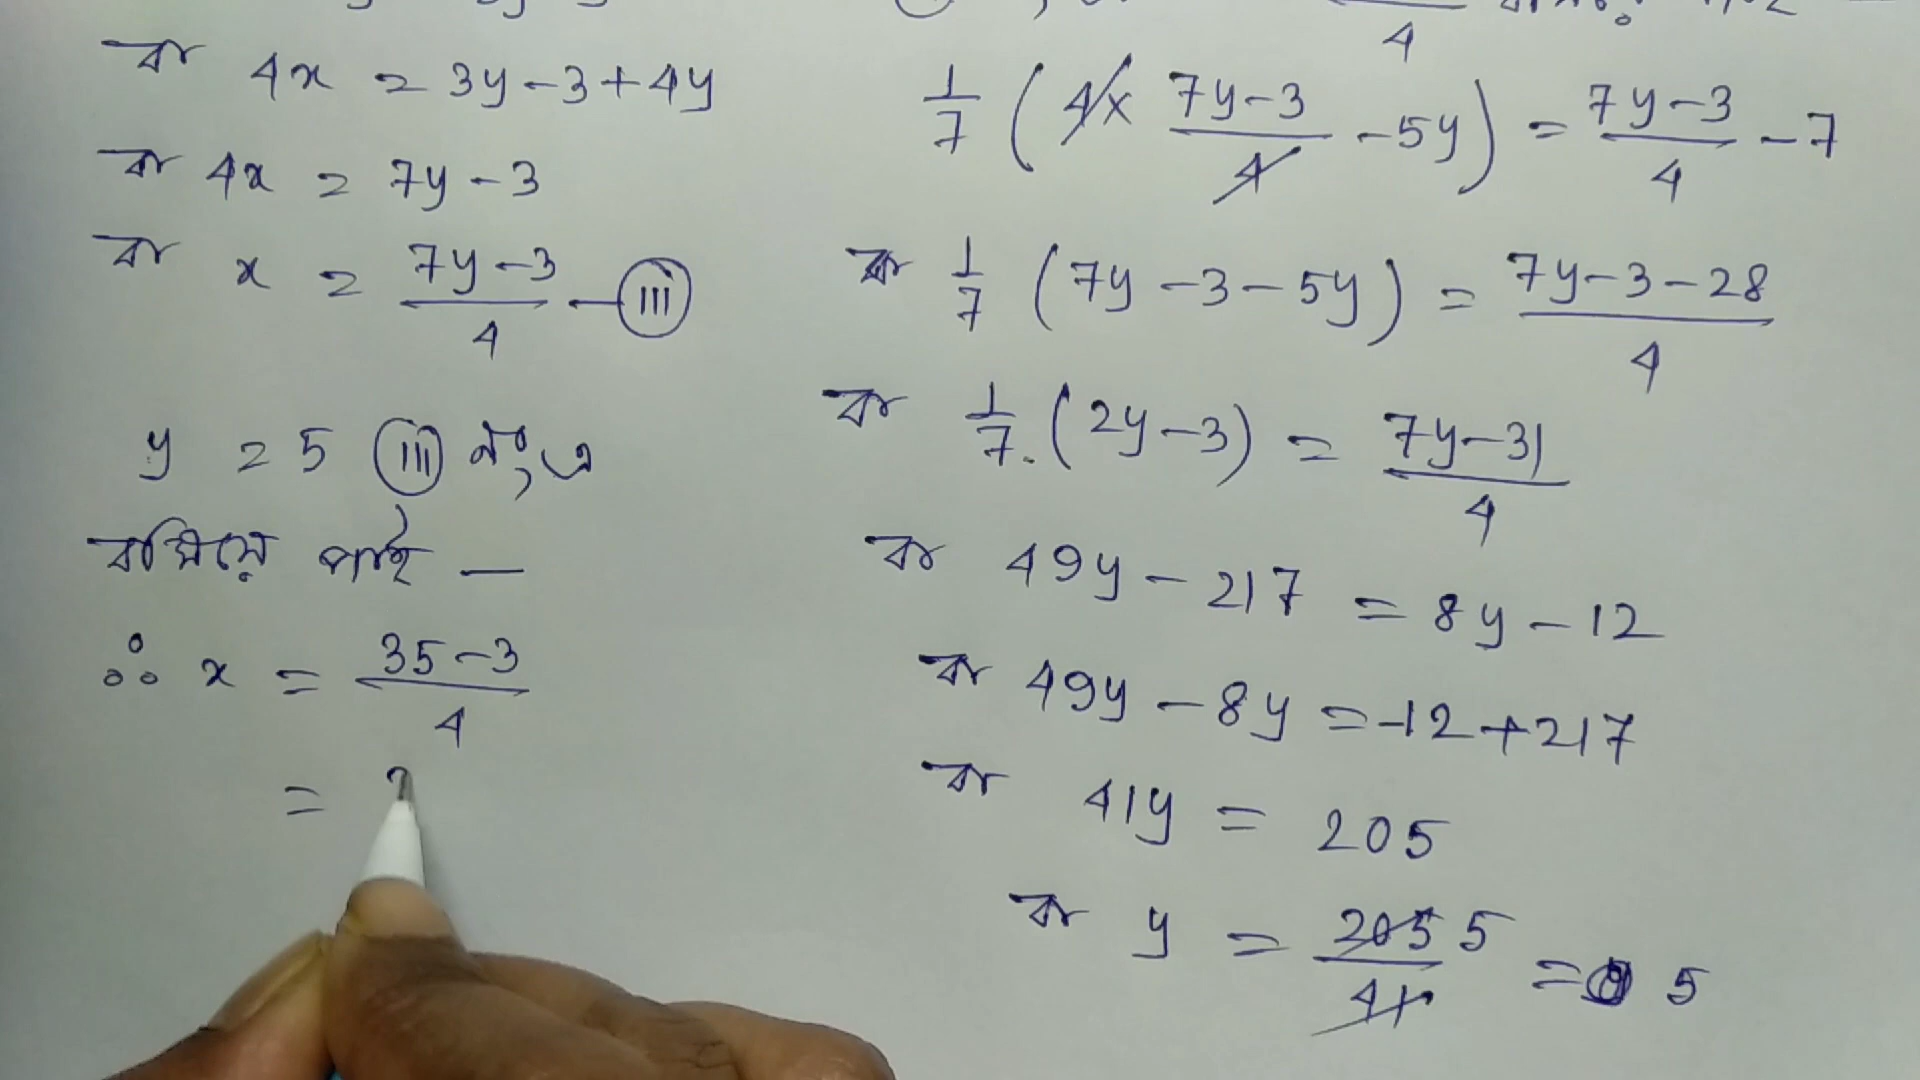 বা 4x = 3y-3+4y
বা 4x = 7y-3
বা x = (7y-3)/4 — (III)
y = 5 (III) নং এ
বসিয়ে পাই —
∴ x = (35-3)/4
=
4
1/7 (4× (7y-3)/4 -5y) = (7y-3)/4 -7
বা 1/7 (7y-3-5y) = (7y-3-28)/4
বা 1/7.(2y-3) = (7y-31)/4
বা 49y-217 = 8y-12
বা 49y-8y = -12+217
বা 41y = 205
বা y = 205/41 5 = 5